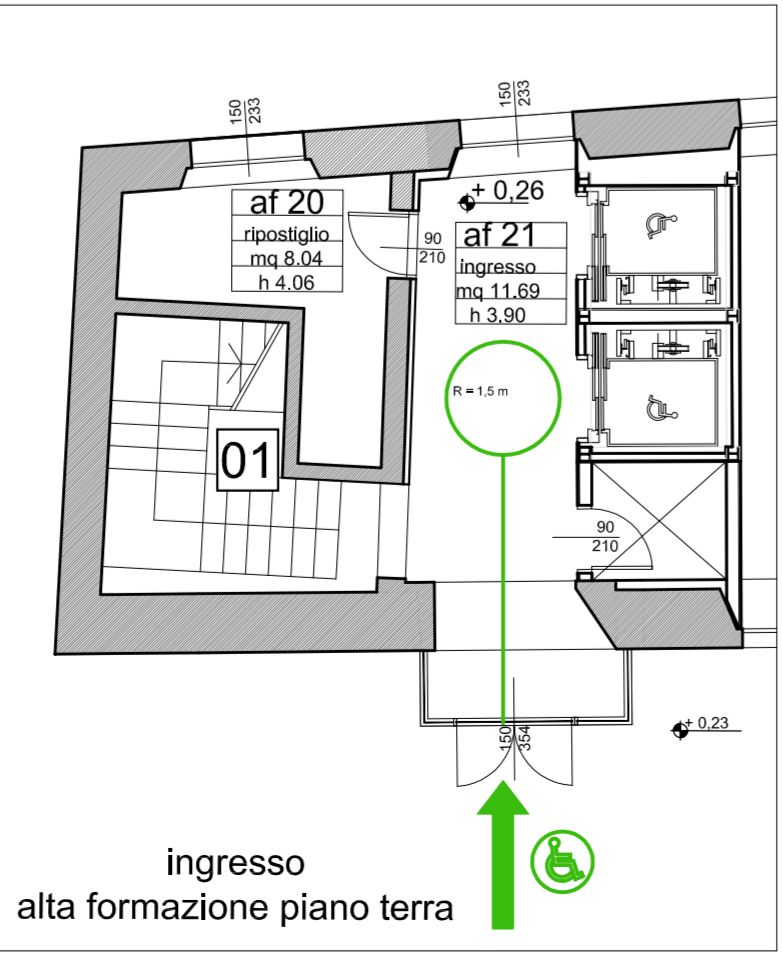 150
233
150
233
af 20
ripostiglio
mq 8.04
h 4.06
+ 0,26
90
210
af 21
ingresso
mq 11.69
h 3.90
R = 1,5 m
01
90
210
150
354
+ 0,23
ingresso
alta formazione piano terra